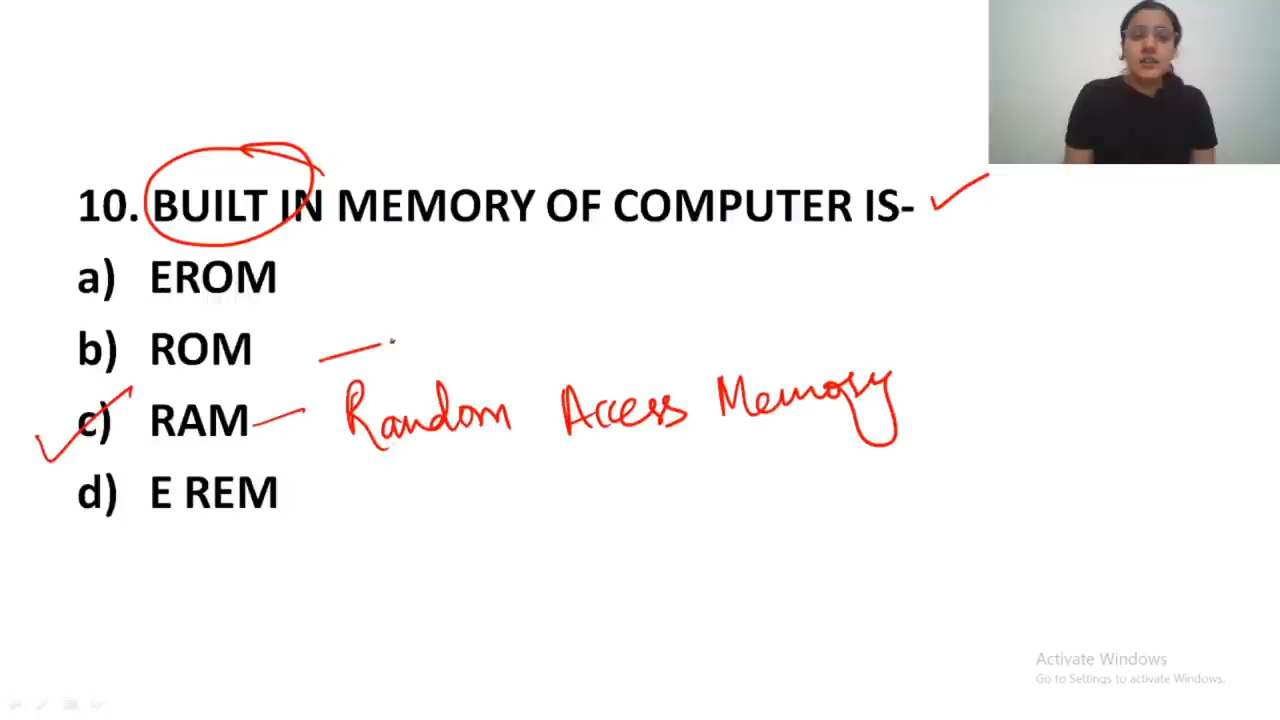 10. BUILT IN MEMORY OF COMPUTER IS-
a) EROM
b) ROM
c) RAM Random Access Memory
d) E REM
Activate Windows
Go to Settings to activate Windows.